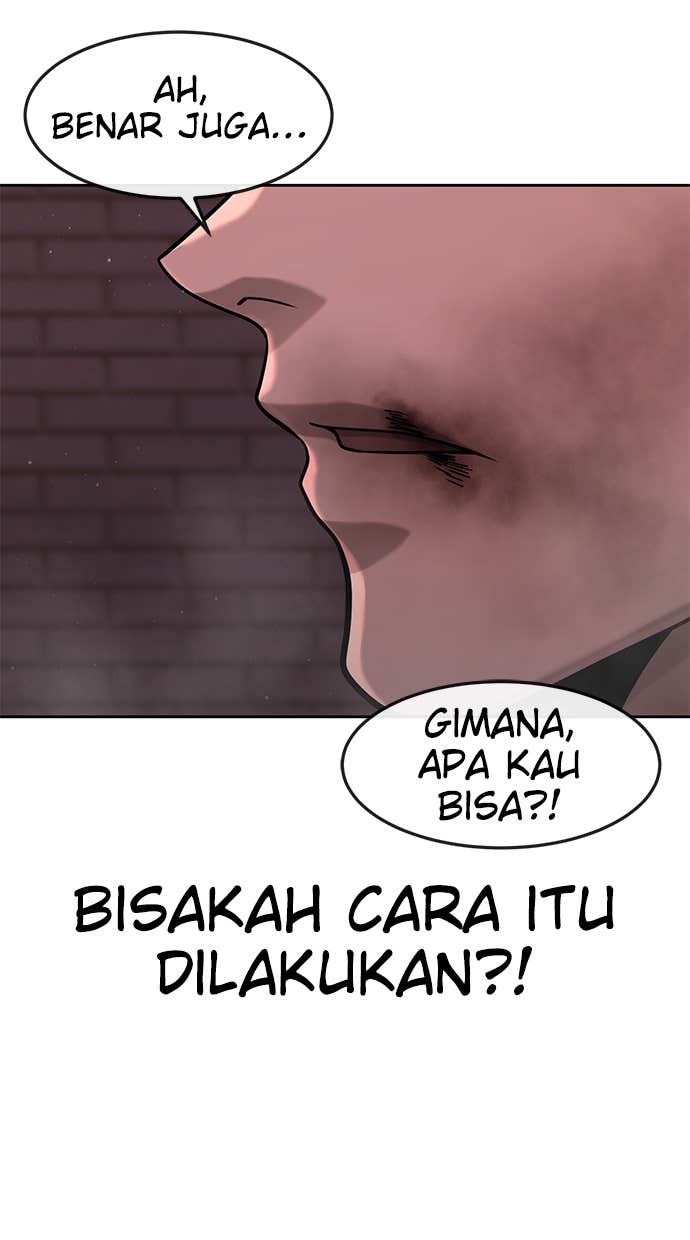 AH,
BENAR JUGA...
GIMANA,
APA KAU
BISA?!
BISAKAH CARA ITU
DILAKUKAN?!